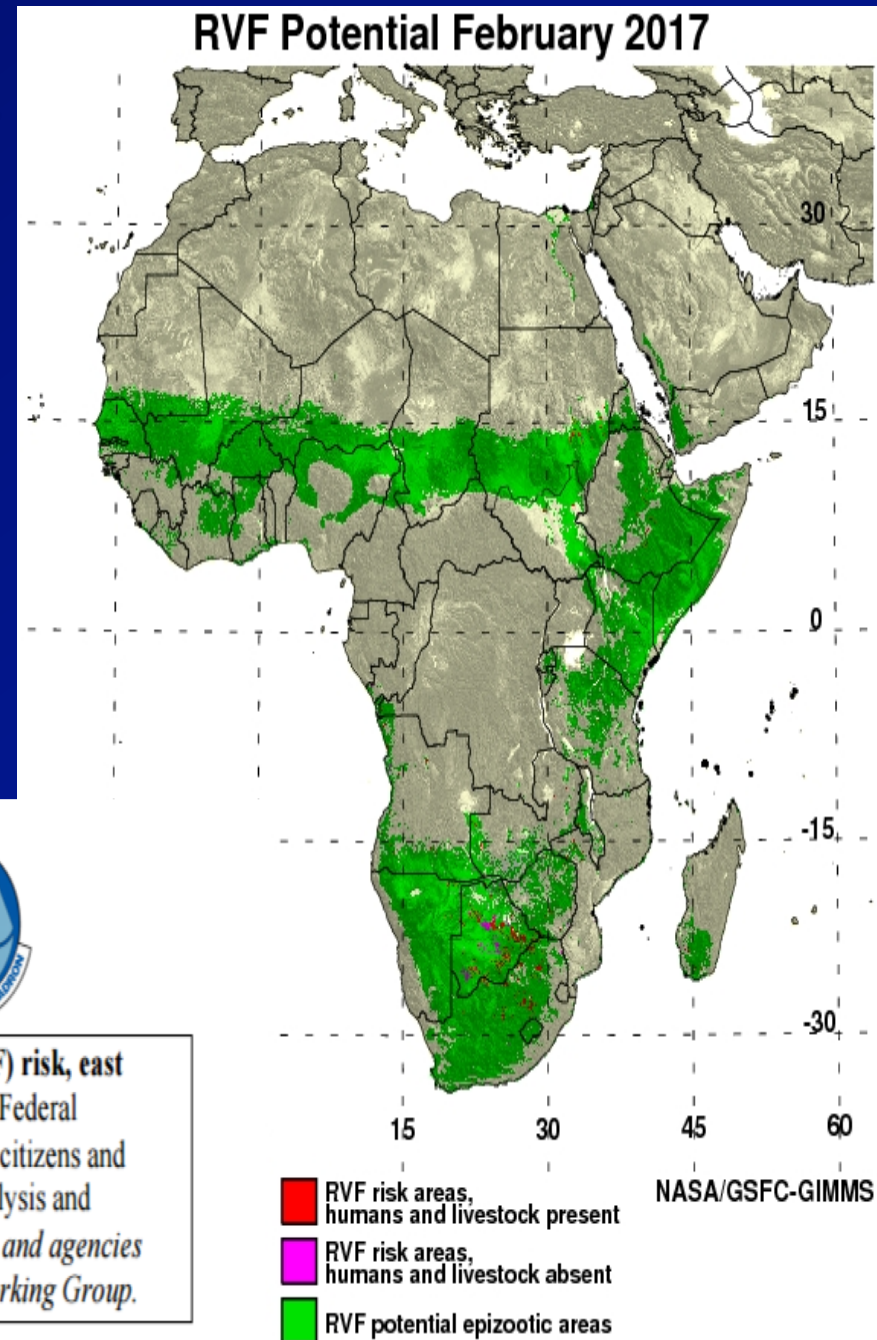 RVF Potential February 2017
30
15
0
-15
-30
15 30 45 60
F) risk, east
Federal
citizens and
lysis and
and agencies
rking Group.
RVF risk areas,
humans and livestock present
RVF risk areas,
humans and livestock absent
RVF potential epizootic areas
NASA/GSFC-GIMMS